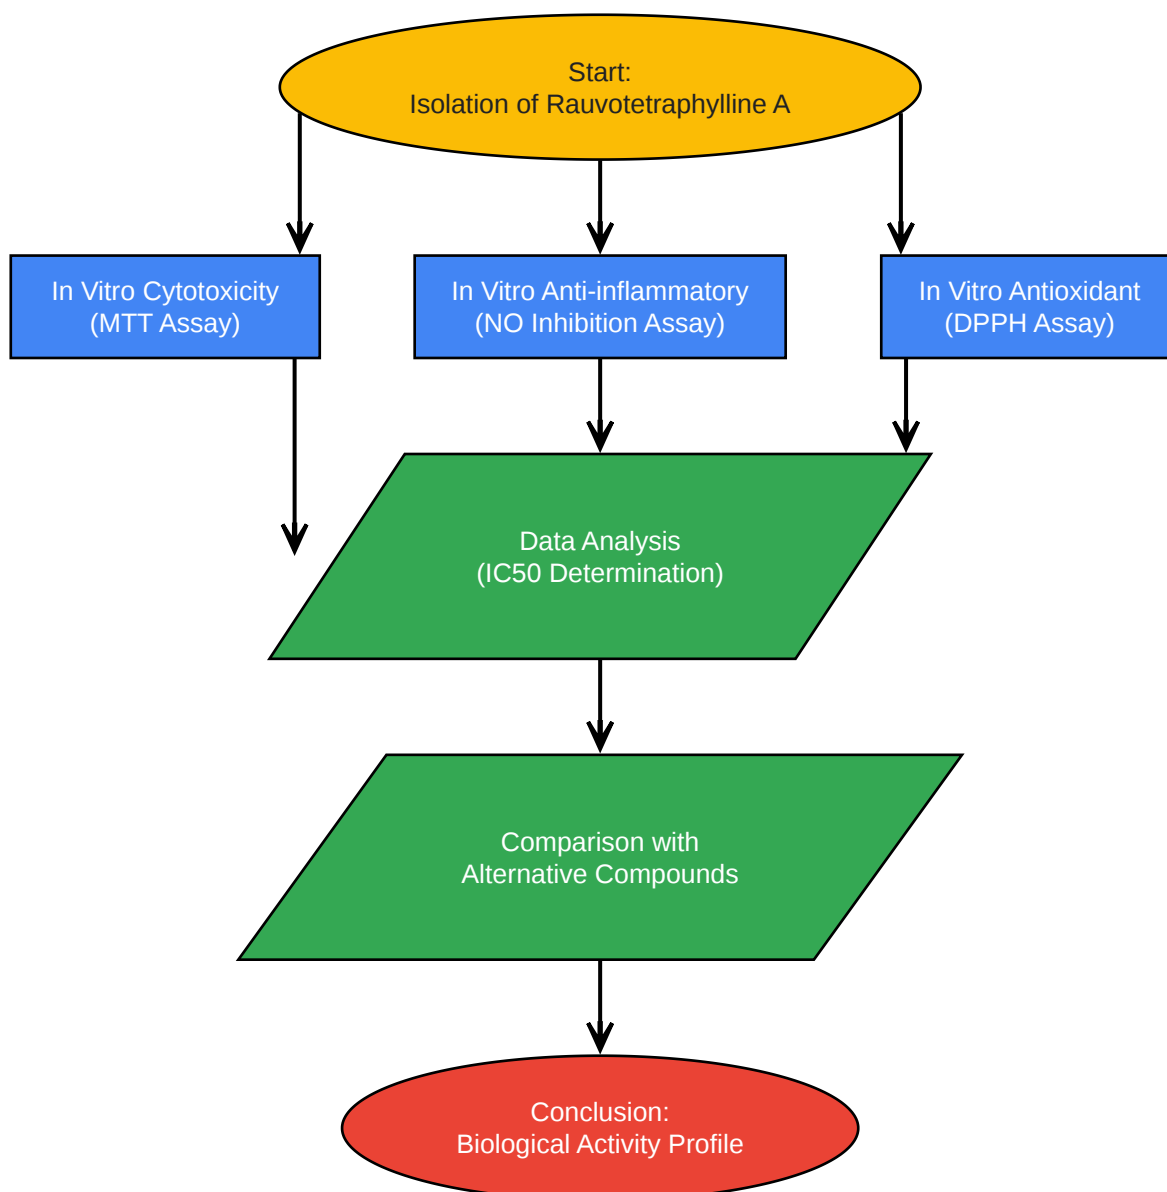 Start:
Isolation of Rauvotetraphylline A
In Vitro Cytotoxicity
(MTT Assay)
In Vitro Anti-inflammatory
(NO Inhibition Assay)
In Vitro Antioxidant
(DPPH Assay)
Data Analysis
(IC50 Determination)
Comparison with
Alternative Compounds
Conclusion:
Biological Activity Profile